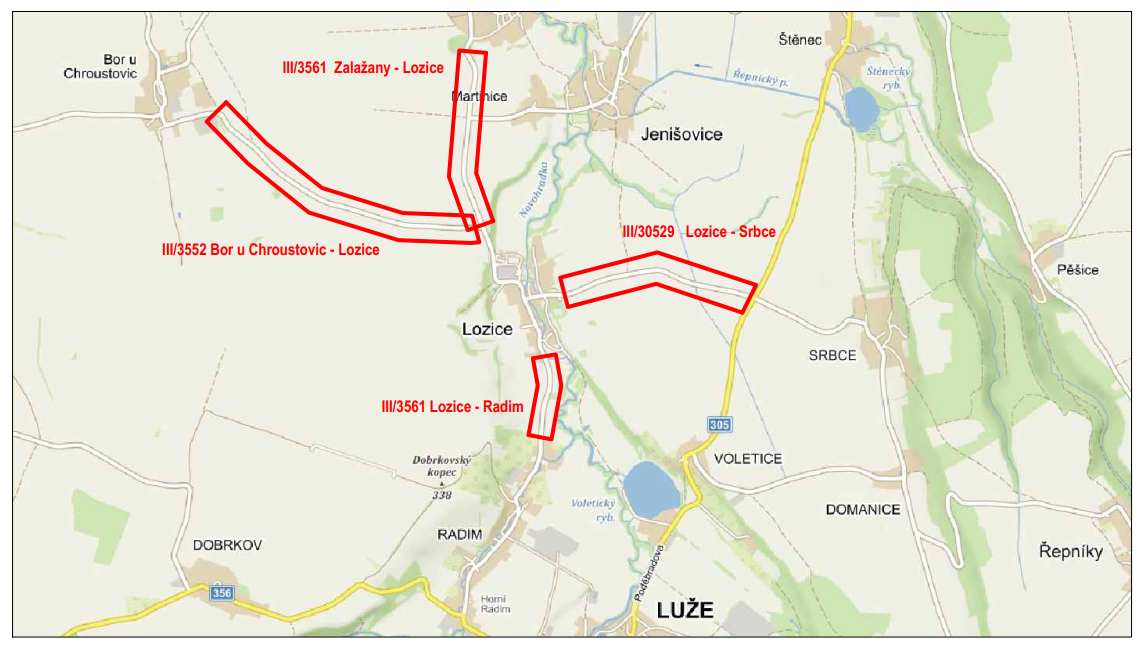 Štěnec
Bor u
Chroustovic
III/3561 Zalažany - Lozice
Štěnecký
ryb.
Řepnický p.
Martinice
Jenišovice
Novohradka
III/30529 Lozice - Srbce
III/3552 Bor u Chroustovic - Lozice
Pěšice
Lozice
SRBCE
III/3561 Lozice - Radim
305
VOLETICE
Dobrkovský
kopec
338
Voletický
ryb.
DOMANICE
RADIM
DOBRKOV
Řepníky
Poděbradova
356
Horní
Radim
LUŽE